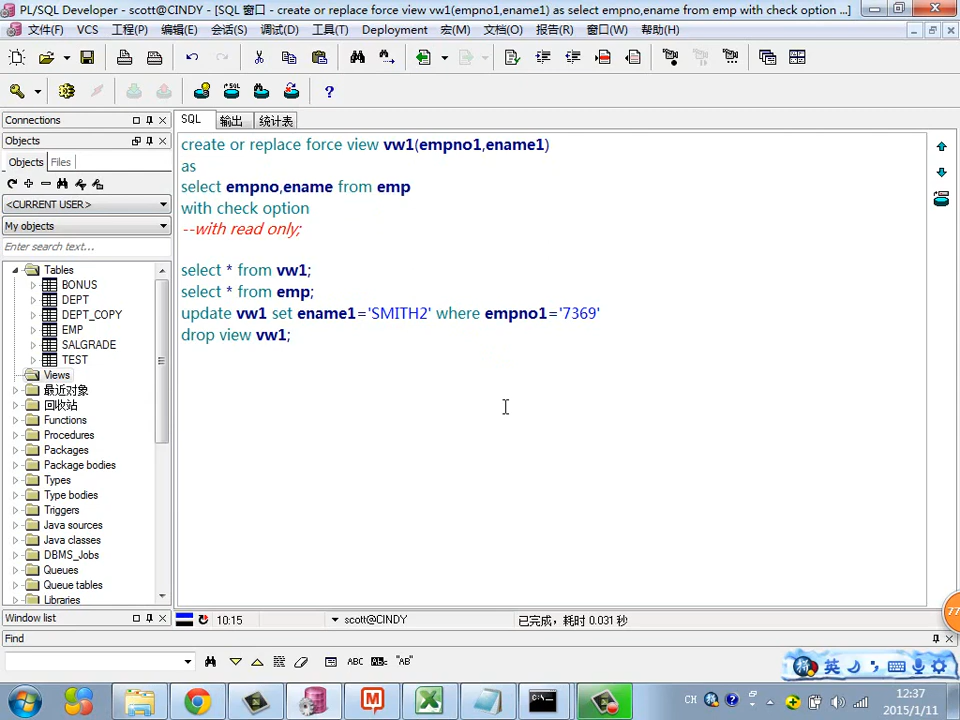 PL/SQL Developer - scott@CINDY - [SQL 窗口 - create or replace force view vw1(empno1,ename1) as select empno,ename from emp with check option ...]
文件(F) VCS 工程(P) 编辑(E) 会话(S) 调试(D) 工具(T) Deployment 宏(M) 文档(O) 报告(R) 窗口(W) 帮助(H)
Connections
Objects
Objects Files
<CURRENT USER>
My objects
Enter search text...
Tables
BONUS
DEPT
DEPT_COPY
EMP
SALGRADE
TEST
Views
最近对象
回收站
Functions
Procedures
Packages
Package bodies
Types
Type bodies
Triggers
Java sources
Java classes
DBMS_Jobs
Queues
Queue tables
Libraries
Window list
SQL 输出 统计表
create or replace force view vw1(empno1,ename1)
as
select empno,ename from emp
with check option
--with read only;
select * from vw1;
select * from emp;
update vw1 set ename1='SMITH2' where empno1='7369'
drop view vw1;
10:15 scott@CINDY 已完成，耗时 0.031 秒
77
Find
ABC "AB"
英
CH
12:37
2015/1/11